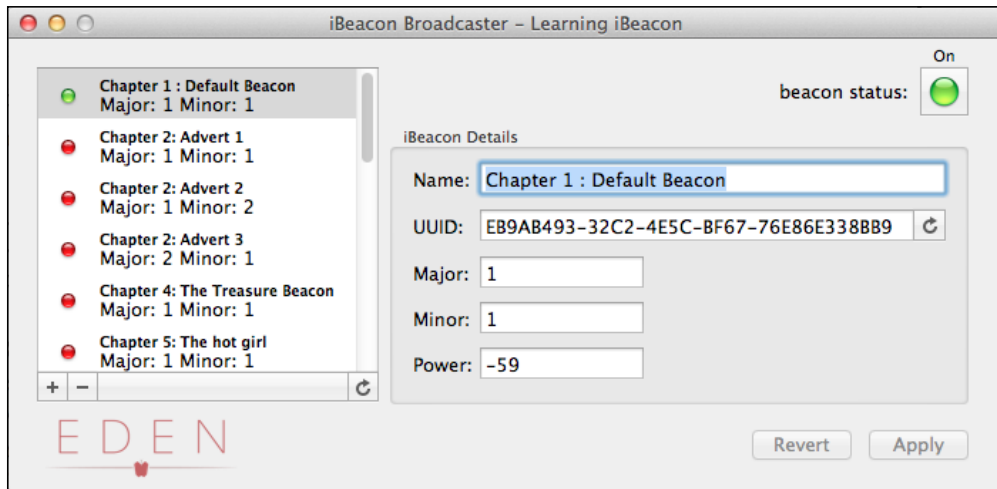 iBeacon Broadcaster – Learning iBeacon
Chapter 1 : Default Beacon
Major: 1 Minor: 1
Chapter 2: Advert 1
Major: 1 Minor: 1
Chapter 2: Advert 2
Major: 1 Minor: 2
Chapter 2: Advert 3
Major: 2 Minor: 1
Chapter 4: The Treasure Beacon
Major: 1 Minor: 1
Chapter 5: The hot girl
Major: 1 Minor: 1
+ −
EDEN
On
beacon status:
iBeacon Details
Name: Chapter 1 : Default Beacon
UUID: EB9AB493-32C2-4E5C-BF67-76E86E338BB9
Major: 1
Minor: 1
Power: -59
Revert Apply